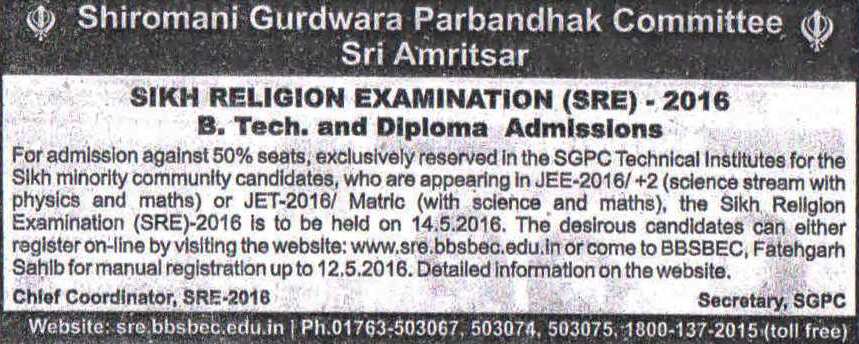 Shiromani Gurdwara Parbandhak Committee
Sri Amritsar
SIKH RELIGION EXAMINATION (SRE) - 2016
B. Tech. and Diploma Admissions
For admission against 50% seats, exclusively reserved in the SGPC Technical Institutes for the
Sikh minority community candidates, who are appearing in JEE-2016/ +2 (science stream with
physics and maths) or JET-2016/ Matric (with science and maths), the Sikh Religion
Examination (SRE)-2016 is to be held on 14.5.2016. The desirous candidates can either
register on-line by visiting the website: www.sre.bbsbec.edu.in or come to BBSBEC, Fatehgarh
Sahib for manual registration up to 12.5.2016. Detailed information on the website.
Chief Coordinator, SRE-2016 Secretary, SGPC
Website: sre.bbsbec.edu.in | Ph.01763-503067, 503074, 503075, 1800-137-2015 (toll free)